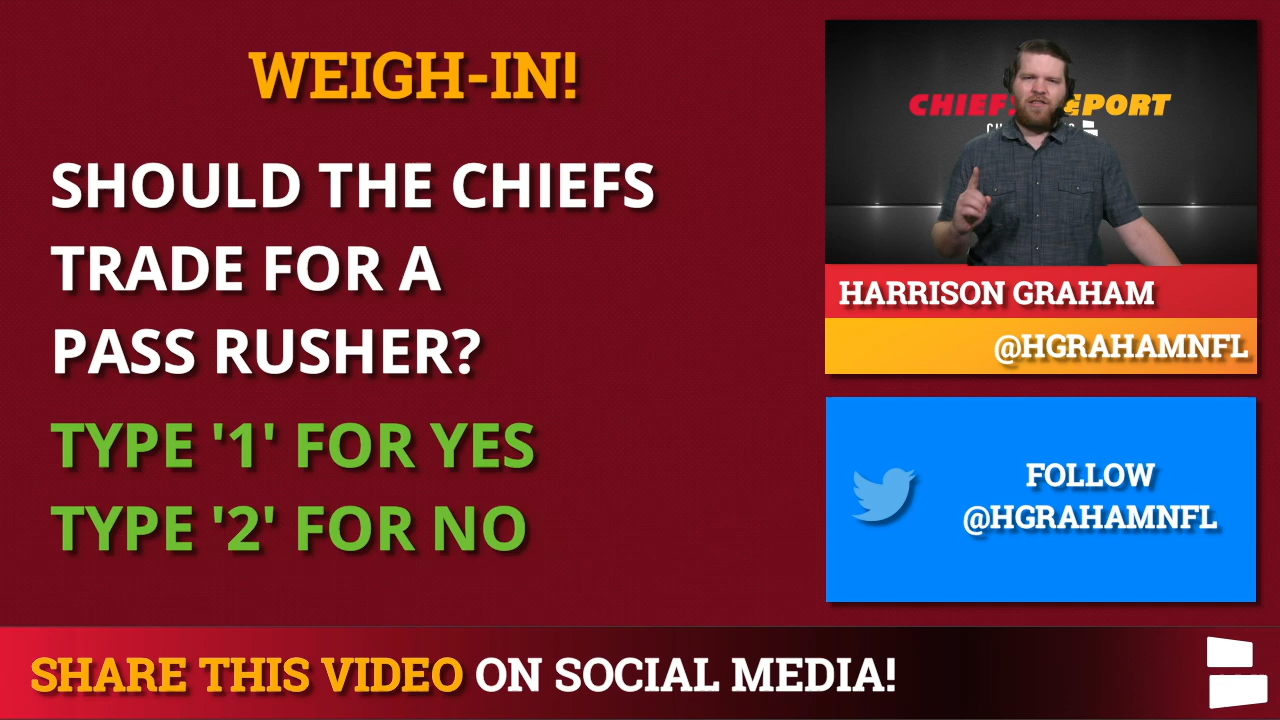 WEIGH-IN!
SHOULD THE CHIEFS
TRADE FOR A
PASS RUSHER?
TYPE '1' FOR YES
TYPE '2' FOR NO
HARRISON GRAHAM
@HGRAHAMNFL
FOLLOW
@HGRAHAMNFL
SHARE THIS VIDEO ON SOCIAL MEDIA!